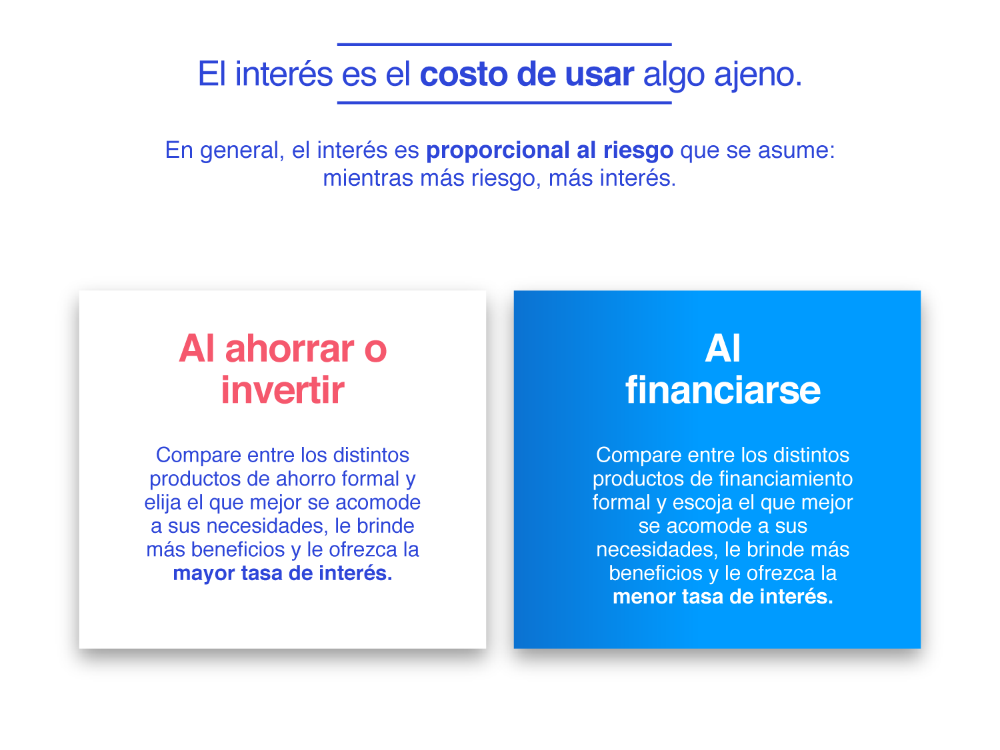 El interés es el costo de usar algo ajeno.
En general, el interés es proporcional al riesgo que se asume:
mientras más riesgo, más interés.
Al ahorrar o
invertir
Compare entre los distintos
productos de ahorro formal y
elija el que mejor se acomode
a sus necesidades, le brinde
más beneficios y le ofrezca la
mayor tasa de interés.
Al
financiarse
Compare entre los distintos
productos de financiamiento
formal y escoja el que mejor
se acomode a sus
necesidades, le brinde más
beneficios y le ofrezca la
menor tasa de interés.